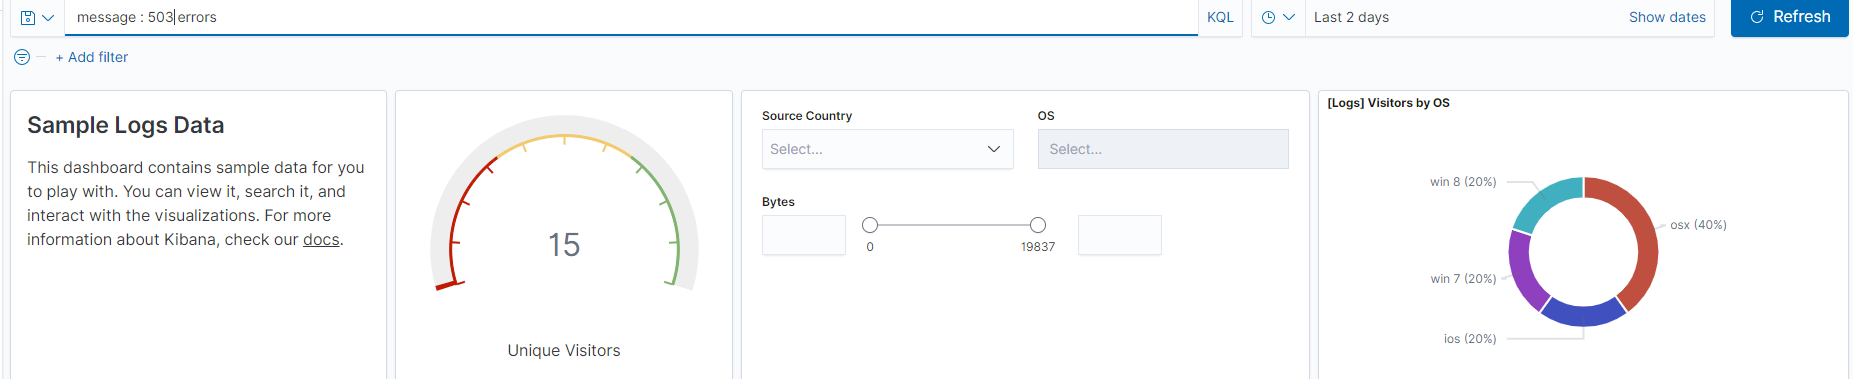 message : 503 errors
KQL
Last 2 days
Show dates
Refresh
+ Add filter
Sample Logs Data
This dashboard contains sample data for you
to play with. You can view it, search it, and
interact with the visualizations. For more
information about Kibana, check our docs.
15
Unique Visitors
Source Country
Select...
OS
Select...
Bytes
0
19837
[Logs] Visitors by OS
win 8 (20%)
osx (40%)
win 7 (20%)
ios (20%)